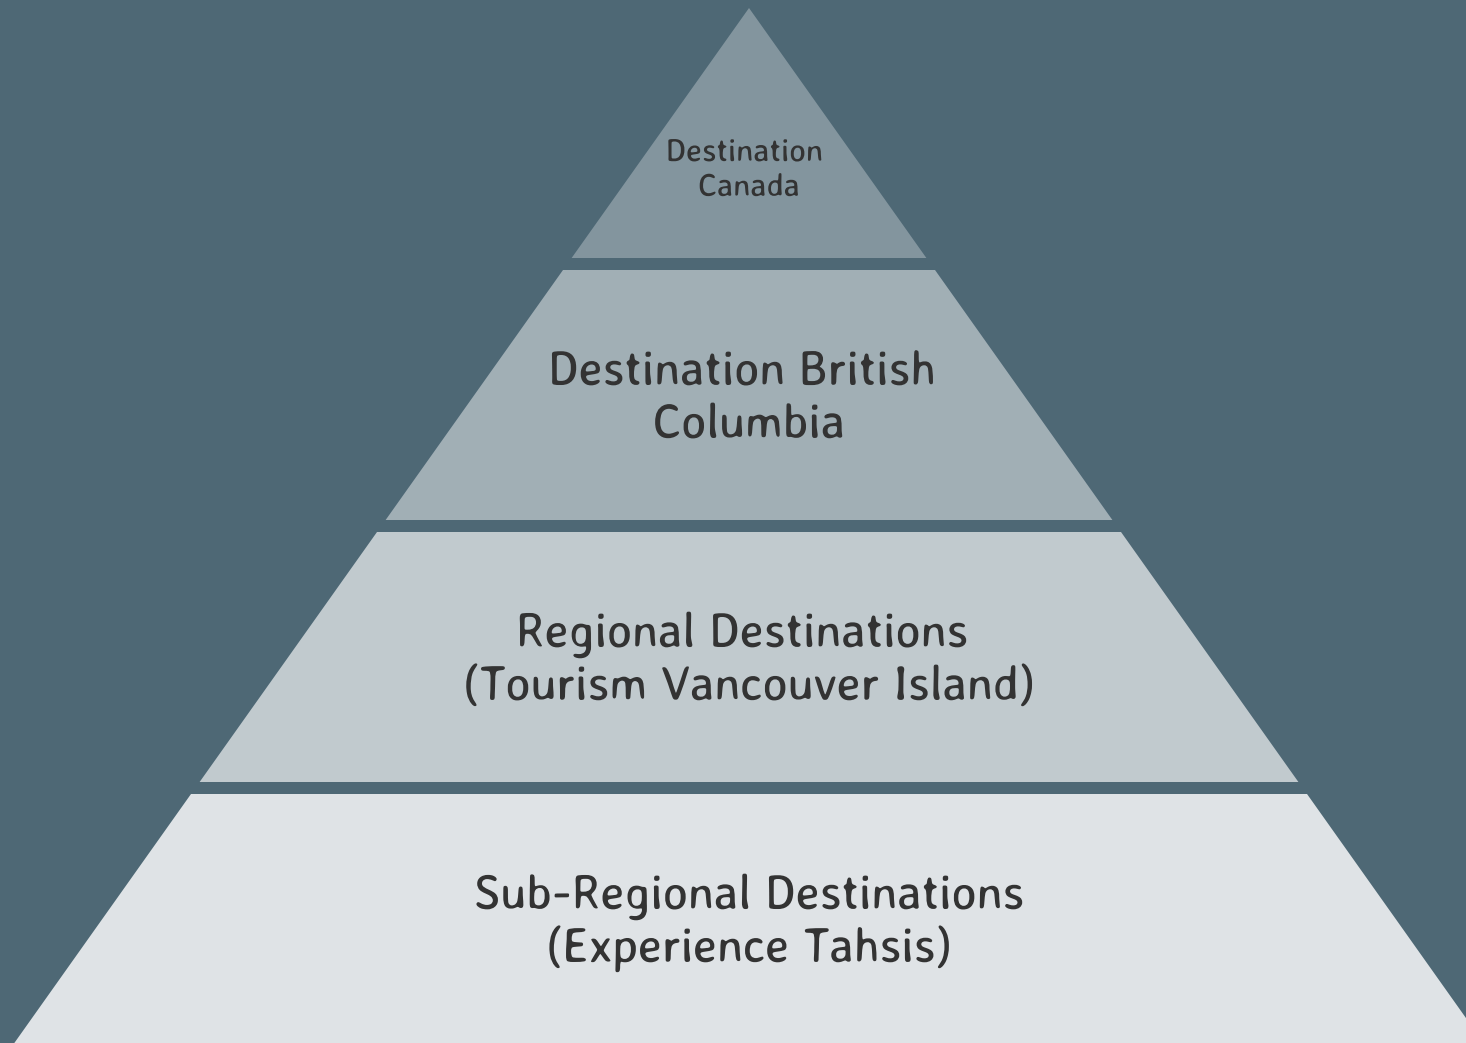 Destination
Canada
Destination British
Columbia
Regional Destinations
(Tourism Vancouver Island)
Sub-Regional Destinations
(Experience Tahsis)